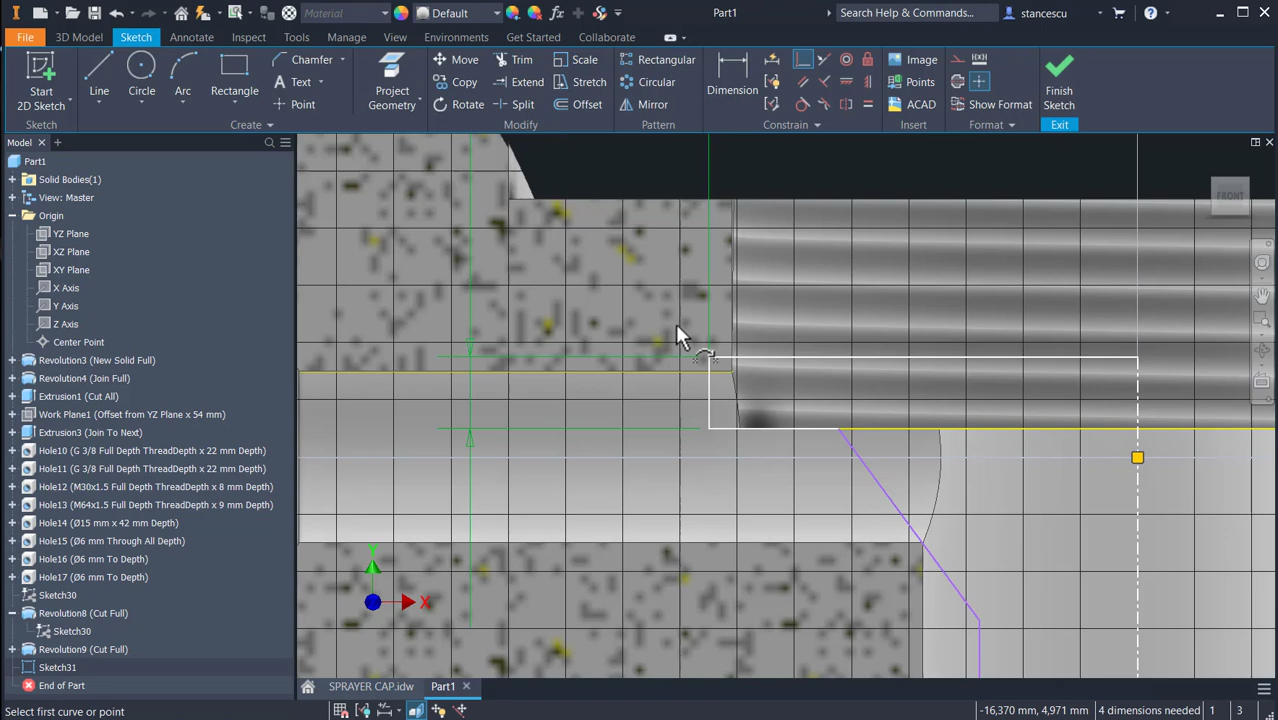 Material
Default
Part1
Search Help & Commands...
stancescu
File
3D Model
Sketch
Annotate
Inspect
Tools
Manage
View
Environments
Get Started
Collaborate
Start
2D Sketch
Line
Circle
Arc
Rectangle
Chamfer
Text
Point
Project
Geometry
Move
Trim
Scale
Copy
Extend
Stretch
Rotate
Split
Offset
Rectangular
Circular
Mirror
Dimension
Image
Points
ACAD
Show Format
Finish
Sketch
Sketch
Create
Modify
Pattern
Constrain
Insert
Format
Exit
Model
Part1
Solid Bodies(1)
View: Master
Origin
YZ Plane
XZ Plane
XY Plane
X Axis
Y Axis
Z Axis
Center Point
Revolution3 (New Solid Full)
Revolution4 (Join Full)
Extrusion1 (Cut All)
Work Plane1 (Offset from YZ Plane x 54 mm)
Extrusion3 (Join To Next)
Hole10 (G 3/8 Full Depth ThreadDepth x 22 mm Depth)
Hole11 (G 3/8 Full Depth ThreadDepth x 22 mm Depth)
Hole12 (M30x1.5 Full Depth ThreadDepth x 8 mm Depth)
Hole13 (M64x1.5 Full Depth ThreadDepth x 9 mm Depth)
Hole14 (Ø15 mm x 42 mm Depth)
Hole15 (Ø6 mm Through All Depth)
Hole16 (Ø6 mm To Depth)
Hole17 (Ø6 mm To Depth)
Sketch30
Revolution8 (Cut Full)
Sketch30
Revolution9 (Cut Full)
Sketch31
End of Part
FRONT
Y
X
SPRAYER CAP.idw
Part1
Select first curve or point
-16,370 mm, 4,971 mm
4 dimensions needed
1
3